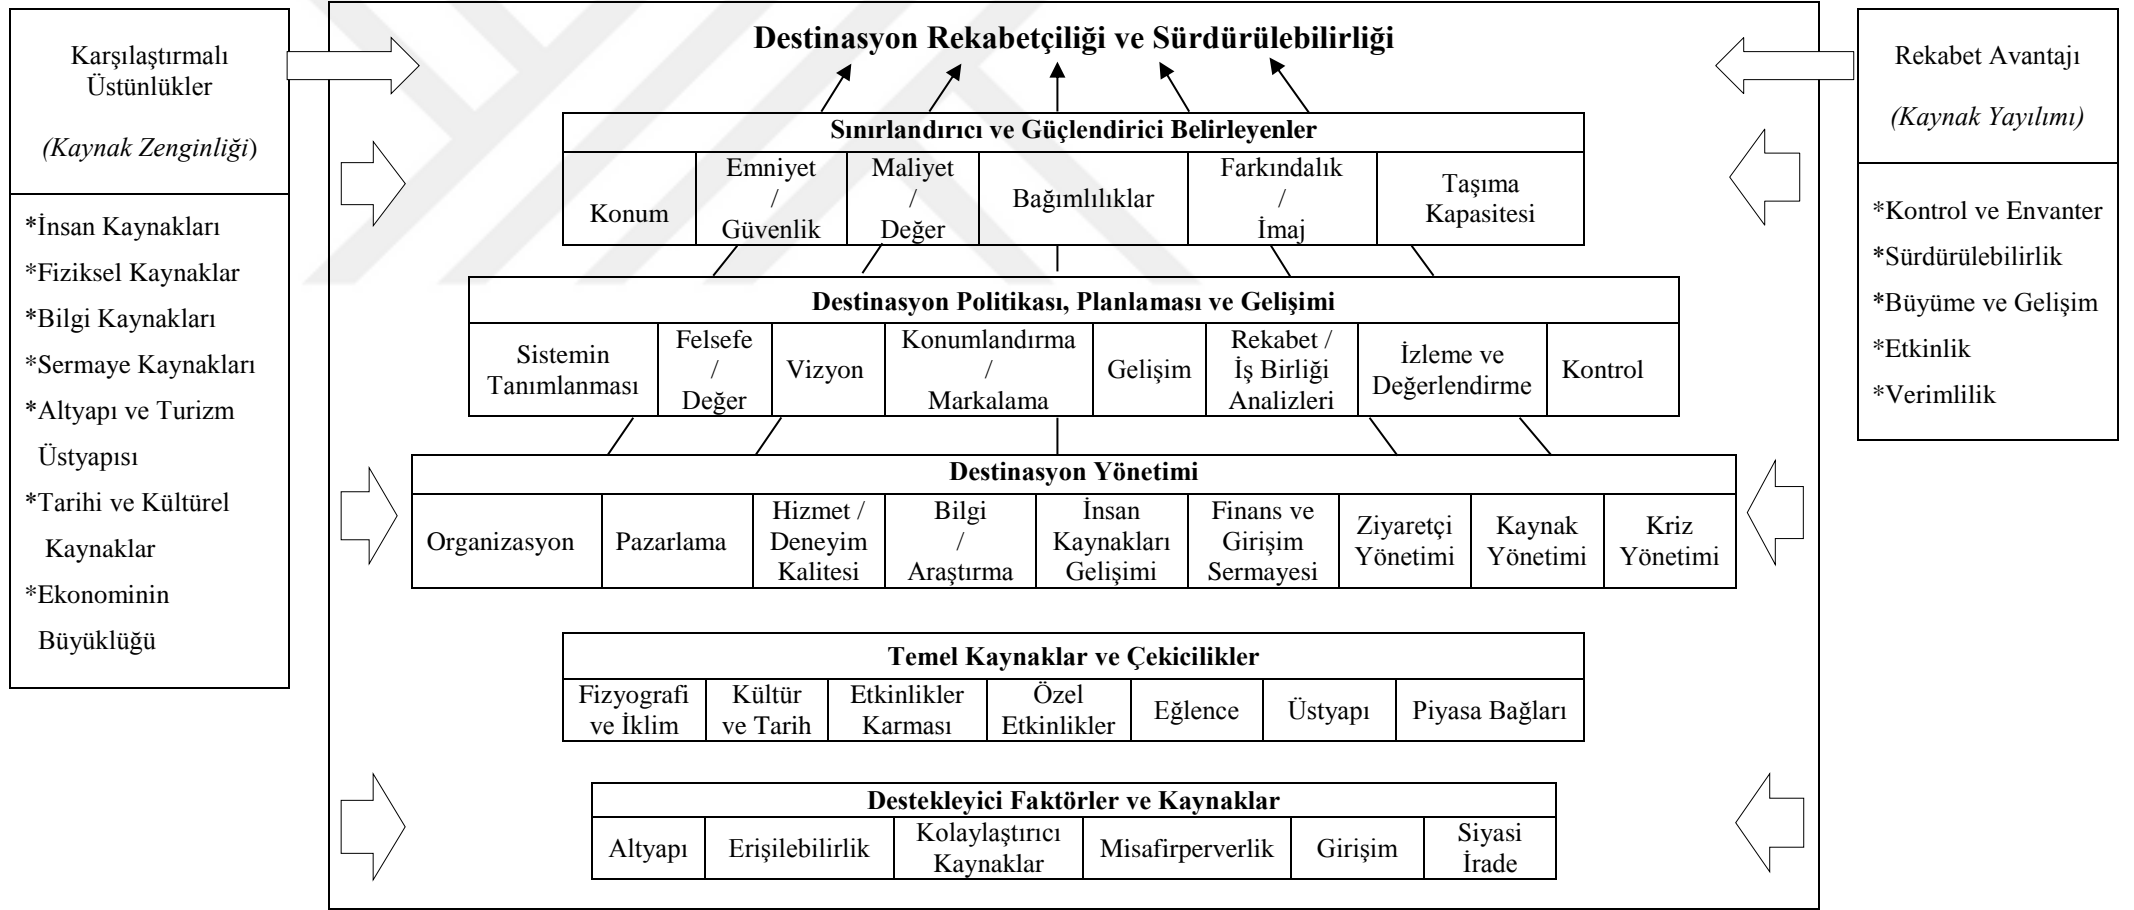 Karşılaştırmalı
Üstünlükler
(Kaynak Zenginliği)
*İnsan Kaynakları
*Fiziksel Kaynaklar
*Bilgi Kaynakları
*Sermaye Kaynakları
*Altyapı ve Turizm
Üstyapısı
*Tarihi ve Kültürel
Kaynaklar
*Ekonominin
Büyüklüğü
Destinasyon Rekabetçiliği ve Sürdürülebilirliği
Sınırlandırıcı ve Güçlendirici Belirleyenler
Konum
Emniyet
/
Güvenlik
Maliyet
/
Değer
Bağımlılıklar
Farkındalık
/
İmaj
Taşıma
Kapasitesi
Destinasyon Politikası, Planlaması ve Gelişimi
Sistemin
Tanımlanması
Felsefe
/
Değer
Vizyon
Konumlandırma
/
Markalama
Gelişim
Rekabet /
İş Birliği
Analizleri
İzleme ve
Değerlendirme
Kontrol
Destinasyon Yönetimi
Organizasyon
Pazarlama
Hizmet /
Deneyim
Kalitesi
Bilgi
/
Araştırma
İnsan
Kaynakları
Gelişimi
Finans ve
Girişim
Sermayesi
Ziyaretçi
Yönetimi
Kaynak
Yönetimi
Kriz
Yönetimi
Temel Kaynaklar ve Çekicilikler
Fizyografi
ve İklim
Kültür
ve Tarih
Etkinlikler
Karması
Özel
Etkinlikler
Eğlence
Üstyapı
Piyasa Bağları
Destekleyici Faktörler ve Kaynaklar
Altyapı
Erişilebilirlik
Kolaylaştırıcı
Kaynaklar
Misafirperverlik
Girişim
Siyasi
İrade
Rekabet Avantajı
(Kaynak Yayılımı)
*Kontrol ve Envanter
*Sürdürülebilirlik
*Büyüme ve Gelişim
*Etkinlik
*Verimlilik